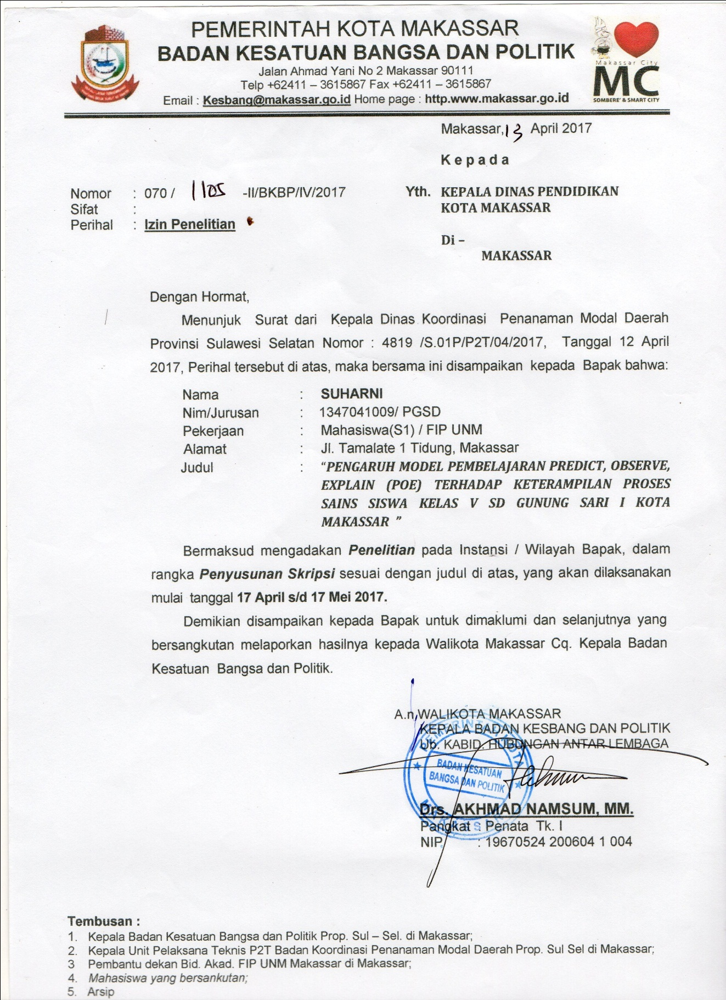 PEMERINTAH KOTA MAKASSAR
BADAN KESATUAN BANGSA DAN POLITIK
Jalan Ahmad Yani No 2 Makassar 90111
Telp +62411 – 3615867 Fax +62411 – 3615867
Email : Kesbang@makassar.go.id Home page : http.www.makassar.go.id
Makassar City
MC
SOMBERE' & SMART CITY
Makassar, 13 April 2017
Kepada
Nomor : 070 / 1105 -II/BKBP/IV/2017
Sifat :
Perihal : Izin Penelitian
Yth. KEPALA DINAS PENDIDIKAN
KOTA MAKASSAR
Di –
MAKASSAR
Dengan Hormat,
Menunjuk Surat dari Kepala Dinas Koordinasi Penanaman Modal Daerah
Provinsi Sulawesi Selatan Nomor : 4819 /S.01P/P2T/04/2017, Tanggal 12 April
2017, Perihal tersebut di atas, maka bersama ini disampaikan kepada Bapak bahwa:
Nama : SUHARNI
Nim/Jurusan : 1347041009/ PGSD
Pekerjaan : Mahasiswa(S1) / FIP UNM
Alamat : Jl. Tamalate 1 Tidung, Makassar
Judul : "PENGARUH MODEL PEMBELAJARAN PREDICT, OBSERVE,
EXPLAIN (POE) TERHADAP KETERAMPILAN PROSES
SAINS SISWA KELAS V SD GUNUNG SARI I KOTA
MAKASSAR "
Bermaksud mengadakan Penelitian pada Instansi / Wilayah Bapak, dalam
rangka Penyusunan Skripsi sesuai dengan judul di atas, yang akan dilaksanakan
mulai tanggal 17 April s/d 17 Mei 2017.
Demikian disampaikan kepada Bapak untuk dimaklumi dan selanjutnya yang
bersangkutan melaporkan hasilnya kepada Walikota Makassar Cq. Kepala Badan
Kesatuan Bangsa dan Politik.
A.n.WALIKOTA MAKASSAR
KEPALA BADAN KESBANG DAN POLITIK
Ub. KABID. HUBUNGAN ANTAR LEMBAGA
PEMERINTAH KOTA
BADAN KESATUAN
BANGSA DAN POLITIK
MAKASSAR
Drs. AKHMAD NAMSUM, MM.
Pangkat : Penata Tk. I
NIP. : 19670524 200604 1 004
Tembusan :
1. Kepala Badan Kesatuan Bangsa dan Politik Prop. Sul – Sel. di Makassar;
2. Kepala Unit Pelaksana Teknis P2T Badan Koordinasi Penanaman Modal Daerah Prop. Sul Sel di Makassar;
3 Pembantu dekan Bid. Akad. FIP UNM Makassar di Makassar;
4. Mahasiswa yang bersankutan;
5. Arsip